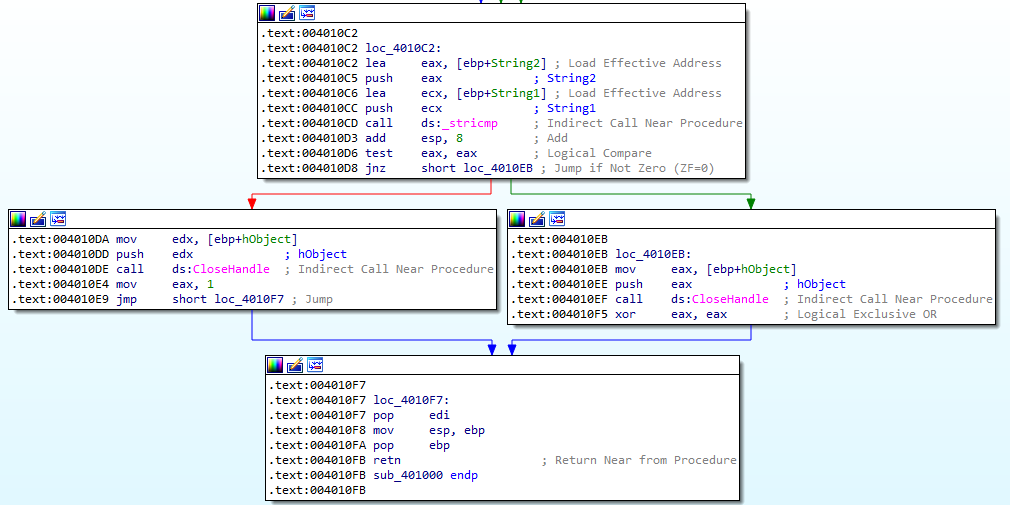 .text:004010C2
.text:004010C2 loc_4010C2:
.text:004010C2 lea eax, [ebp+String2] ; Load Effective Address
.text:004010C5 push eax ; String2
.text:004010C6 lea ecx, [ebp+String1] ; Load Effective Address
.text:004010CC push ecx ; String1
.text:004010CD call ds:_stricmp ; Indirect Call Near Procedure
.text:004010D3 add esp, 8 ; Add
.text:004010D6 test eax, eax ; Logical Compare
.text:004010D8 jnz short loc_4010EB ; Jump if Not Zero (ZF=0)
.text:004010DA mov edx, [ebp+hObject]
.text:004010DD push edx ; hObject
.text:004010DE call ds:CloseHandle ; Indirect Call Near Procedure
.text:004010E4 mov eax, 1
.text:004010E9 jmp short loc_4010F7 ; Jump
.text:004010EB
.text:004010EB loc_4010EB:
.text:004010EB mov eax, [ebp+hObject]
.text:004010EE push eax ; hObject
.text:004010EF call ds:CloseHandle ; Indirect Call Near Procedure
.text:004010F5 xor eax, eax ; Logical Exclusive OR
.text:004010F7
.text:004010F7 loc_4010F7:
.text:004010F7 pop edi
.text:004010F8 mov esp, ebp
.text:004010FA pop ebp
.text:004010FB retn ; Return Near from Procedure
.text:004010FB sub_401000 endp
.text:004010FB